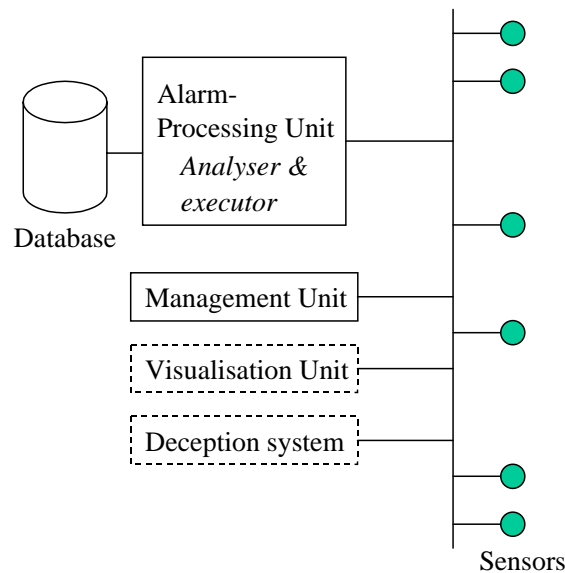 Alarm-
Processing Unit
Analyser &
executor
Database
Management Unit
Visualisation Unit
Deception system
Sensors